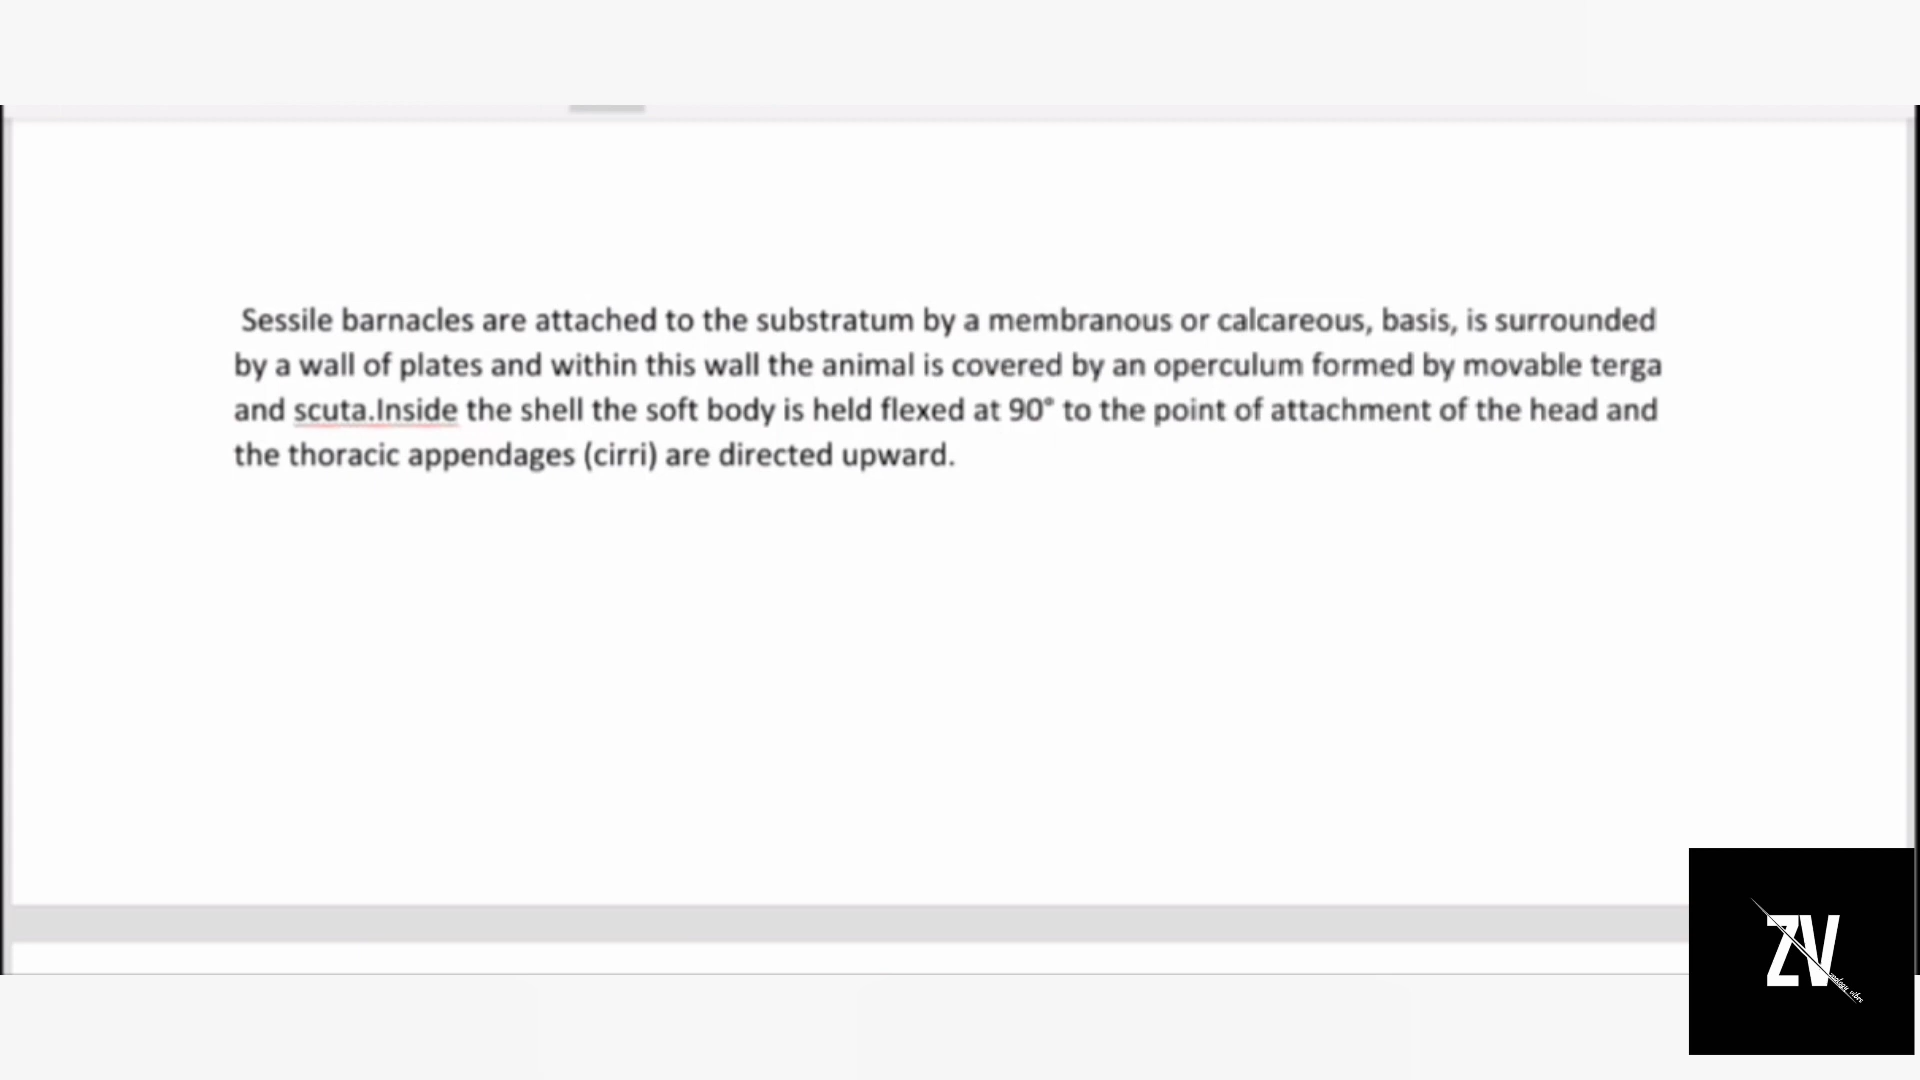 Sessile barnacles are attached to the substratum by a membranous or calcareous, basis, is surrounded
by a wall of plates and within this wall the animal is covered by an operculum formed by movable terga
and scuta.Inside the shell the soft body is held flexed at 90° to the point of attachment of the head and
the thoracic appendages (cirri) are directed upward.
ZV
zoology vibes